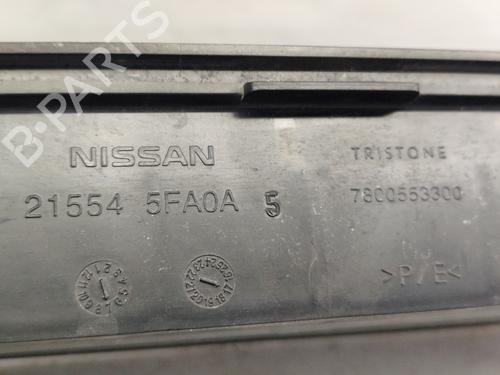 B-PARTS
NISSAN
21554 5FA0A 5
TRISTONE
7800553300
>P/E<